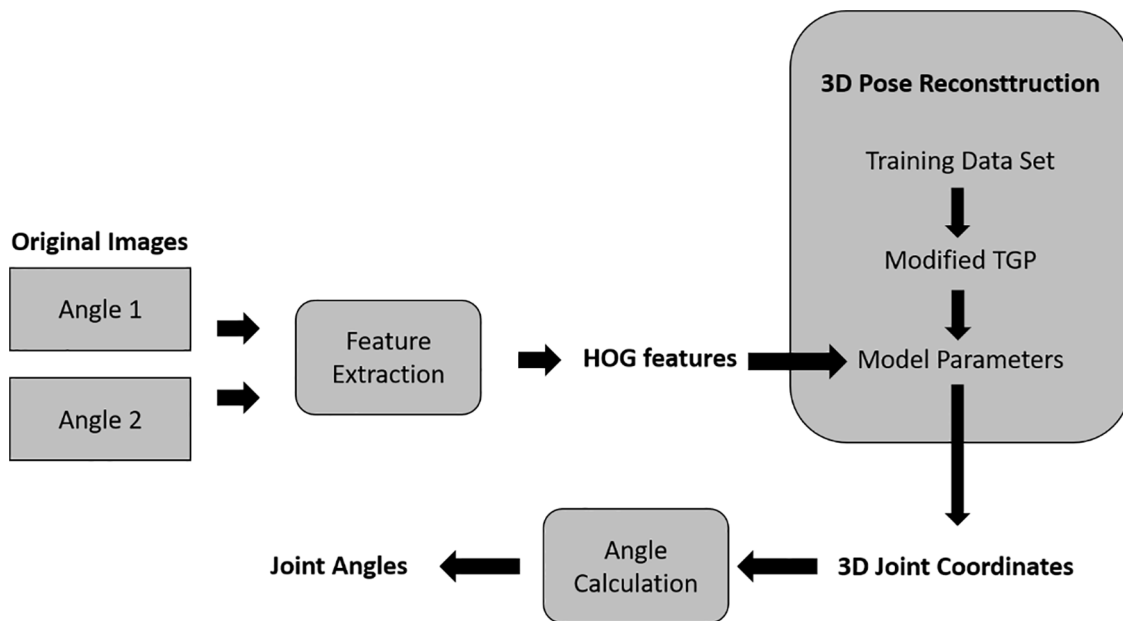 3D Pose Reconsttruction
Training Data Set
Modified TGP
Model Parameters
Original Images
Angle 1
Angle 2
Feature
Extraction
HOG features
3D Joint Coordinates
Angle
Calculation
Joint Angles